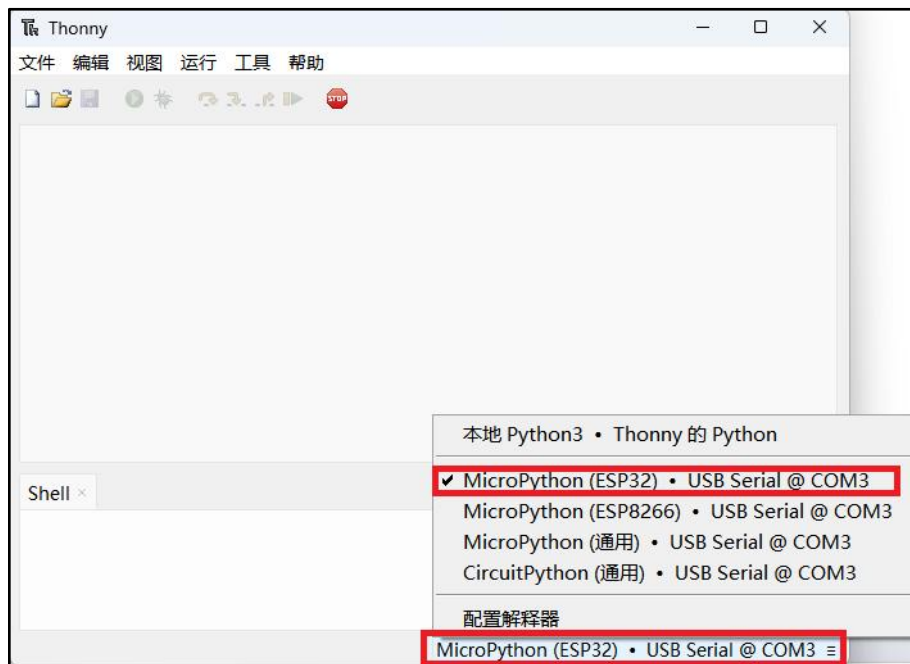 Thonny
文件 编辑 视图 运行 工具 帮助
STOP
本地 Python3 • Thonny 的 Python
Shell
MicroPython (ESP32) • USB Serial @ COM3
MicroPython (ESP8266) • USB Serial @ COM3
MicroPython (通用) • USB Serial @ COM3
CircuitPython (通用) • USB Serial @ COM3
配置解释器
MicroPython (ESP32) • USB Serial @ COM3 ≡